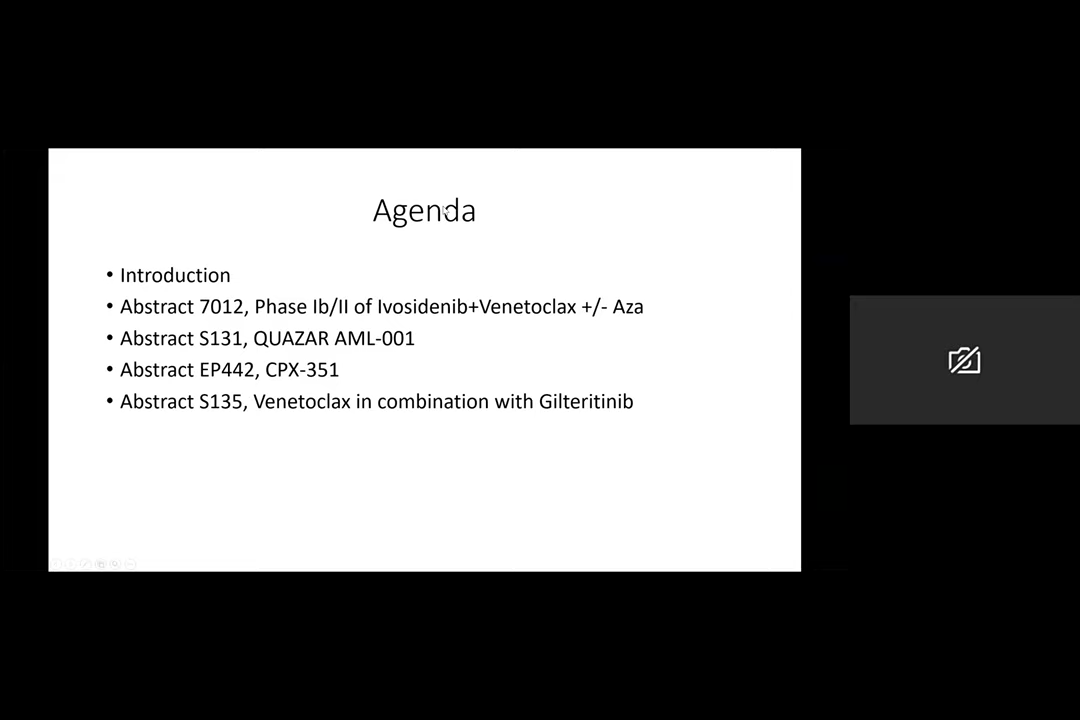 Agenda
• Introduction
• Abstract 7012, Phase Ib/II of Ivosidenib+Venetoclax +/- Aza
• Abstract S131, QUAZAR AML-001
• Abstract EP442, CPX-351
• Abstract S135, Venetoclax in combination with Gilteritinib